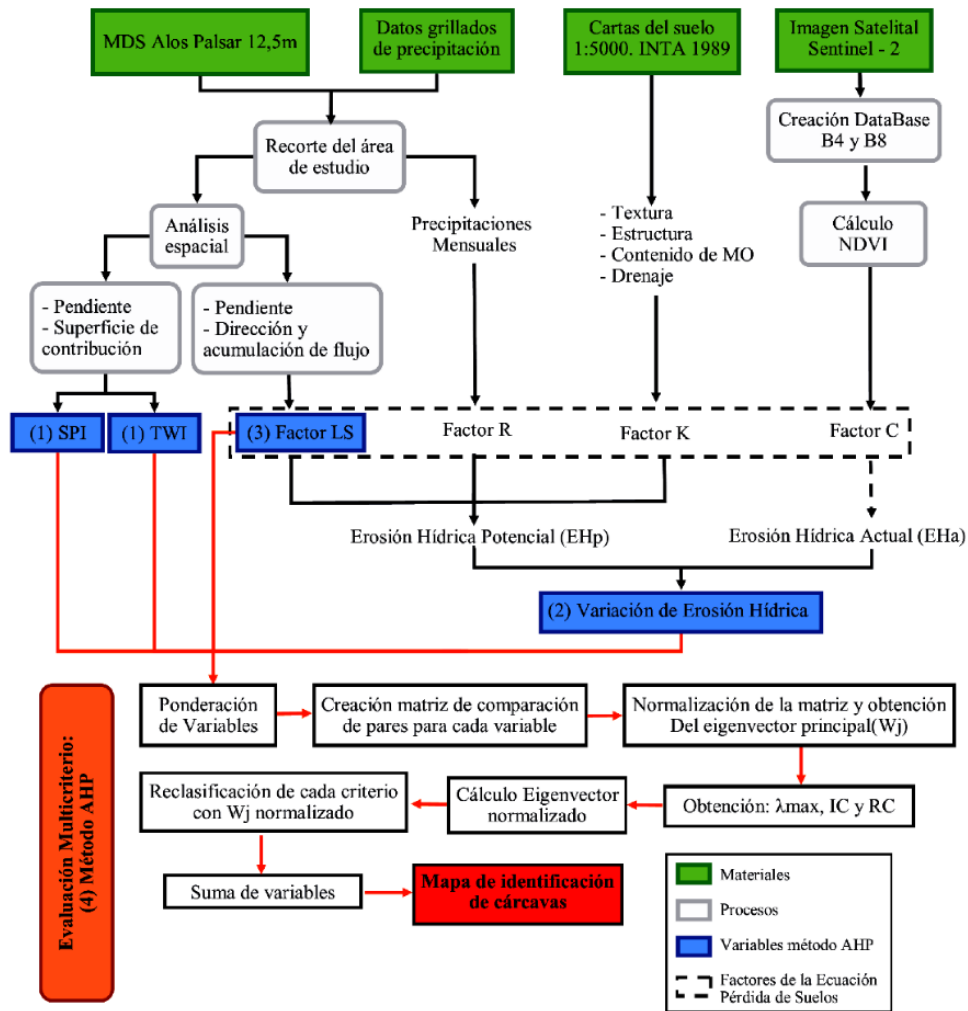 MDS Alos Palsar 12,5m
Datos grillados
de precipitación
Cartas del suelo
1:5000. INTA 1989
Imagen Satelital
Sentinel - 2
Creación DataBase
B4 y B8
Recorte del área
de estudio
Análisis
espacial
Precipitaciones
Mensuales
- Textura
- Estructura
- Contenido de MO
- Drenaje
Cálculo
NDVI
- Pendiente
- Superficie de
contribución
- Pendiente
- Dirección y
acumulación de flujo
(1) SPI
(1) TWI
(3) Factor LS
Factor R
Factor K
Factor C
Erosión Hídrica Potencial (EHp)
Erosión Hídrica Actual (EHa)
(2) Variación de Erosión Hídrica
Evaluación Multicriterio:
(4) Método AHP
Ponderación
de Variables
Creación matriz de comparación
de pares para cada variable
Normalización de la matriz y obtención
Del eigenvector principal(Wj)
Reclasificación de cada criterio
con Wj normalizado
Cálculo Eigenvector
normalizado
Obtención: λmax, IC y RC
Suma de variables
Mapa de identificación
de cárcavas
Materiales
Procesos
Variables método AHP
Factores de la Ecuación
Pérdida de Suelos